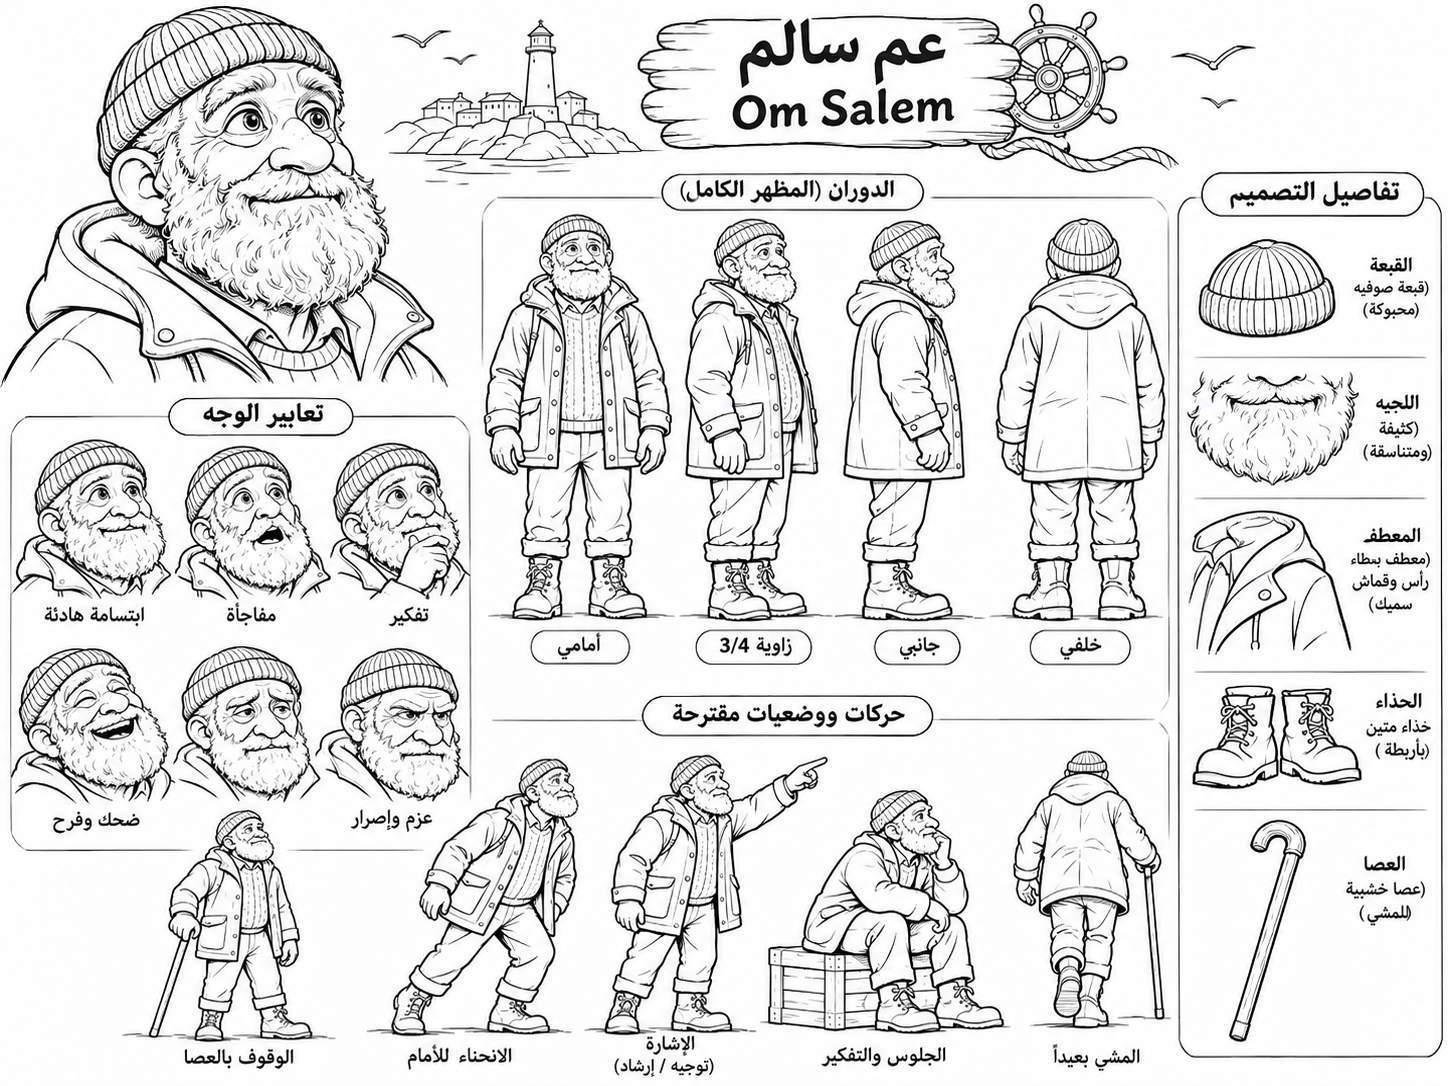 عم سالم
Om Salem
الدوران (المظهر الكامل)
أمامي
زاوية 3/4
جانبي
خلفي
تفاصيل التصميم
القبعة
(قبعة صوفيه
محبوكة)
اللجيه
(كثيفة
ومتناسقة)
المعطف
(معطف بطاء
رأس وقماش
سميك)
الحذاء
خذاء متين
(بأربطة)
العصا
(عصا خشبية
للمشي)
تعابير الوجه
تفكير
مفاجأة
ابتسامة هادئة
عزم وإصرار
ضحك وفرح
حركات ووضعيات مقترحة
الوقوف بالعصا
الانحناء للأمام
الإشارة
(توجيه / إرشاد)
الجلوس والتفكير
المشي بعيداً